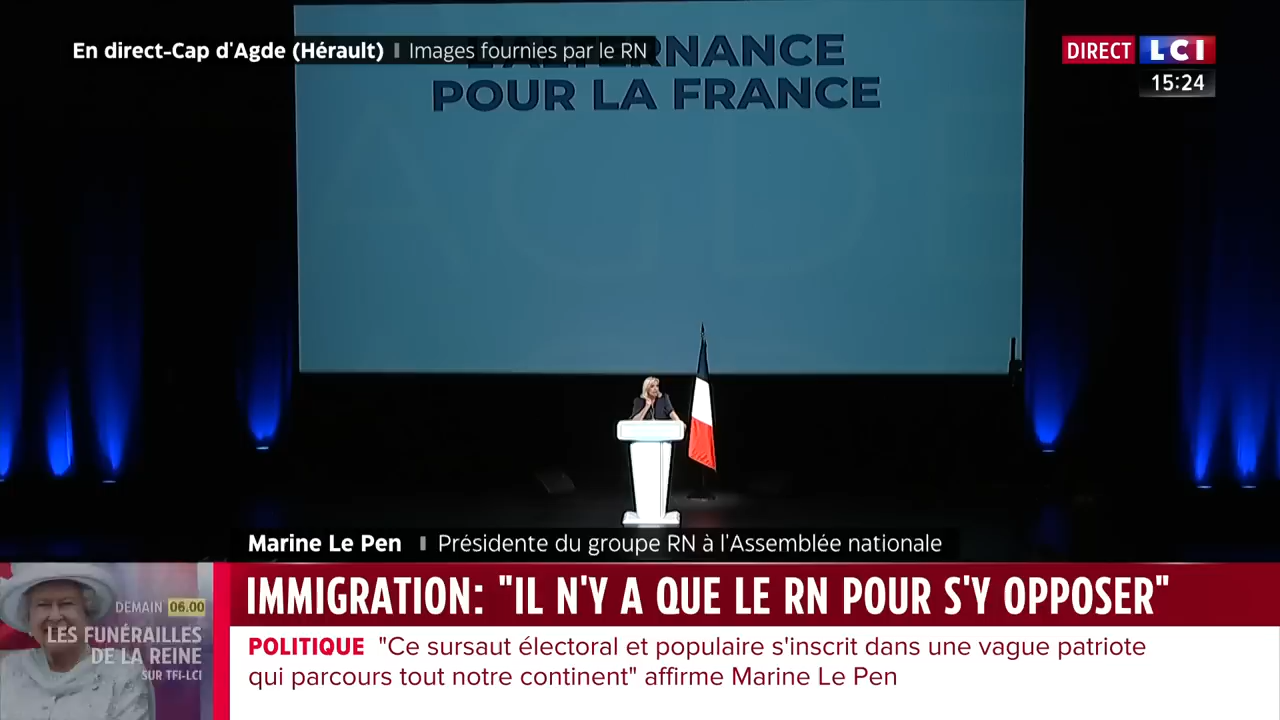 En direct-Cap d'Agde (Hérault) Images fournies par le RN
DIRECT LCI
15:24
POUR LA FRANCE
AGDE
Marine Le Pen Présidente du groupe RN à l'Assemblée nationale
DEMAIN 06.00
LES FUNÉRAILLES
DE LA REINE
SUR TF1-LCI
IMMIGRATION: "IL N'Y A QUE LE RN POUR S'Y OPPOSER"
POLITIQUE "Ce sursaut électoral et populaire s'inscrit dans une vague patriote
qui parcours tout notre continent" affirme Marine Le Pen